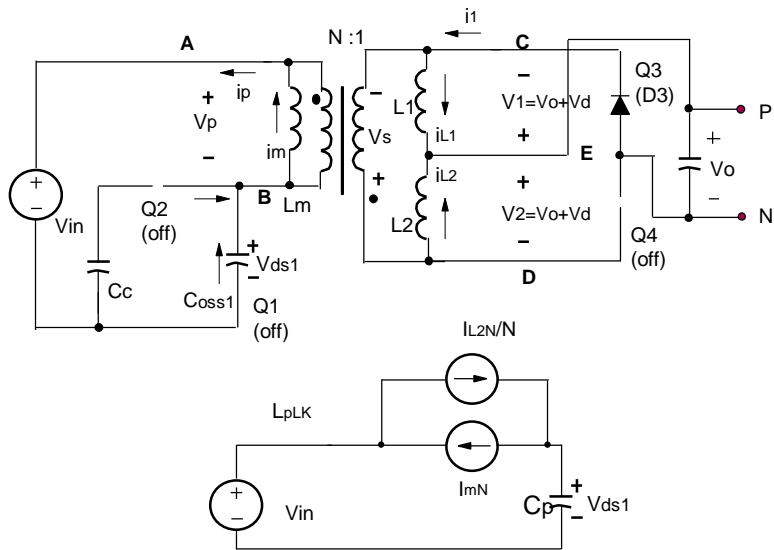 A
N :1
i1
C
Q3
(D3)
P
+
Vp
−
ip
im
Vs
−
+
L1
iL1
−
V1=Vo+Vd
+
E
+
Vo
−
+
−
Vin
Q2
(off)
B
Lm
L2
iL2
+
V2=Vo+Vd
−
Q4
(off)
N
Cc
Coss1
+
Vds1
−
Q1
(off)
D
IL2N/N
LpLK
ImN
+
−
Vin
Cp
+
Vds1
−